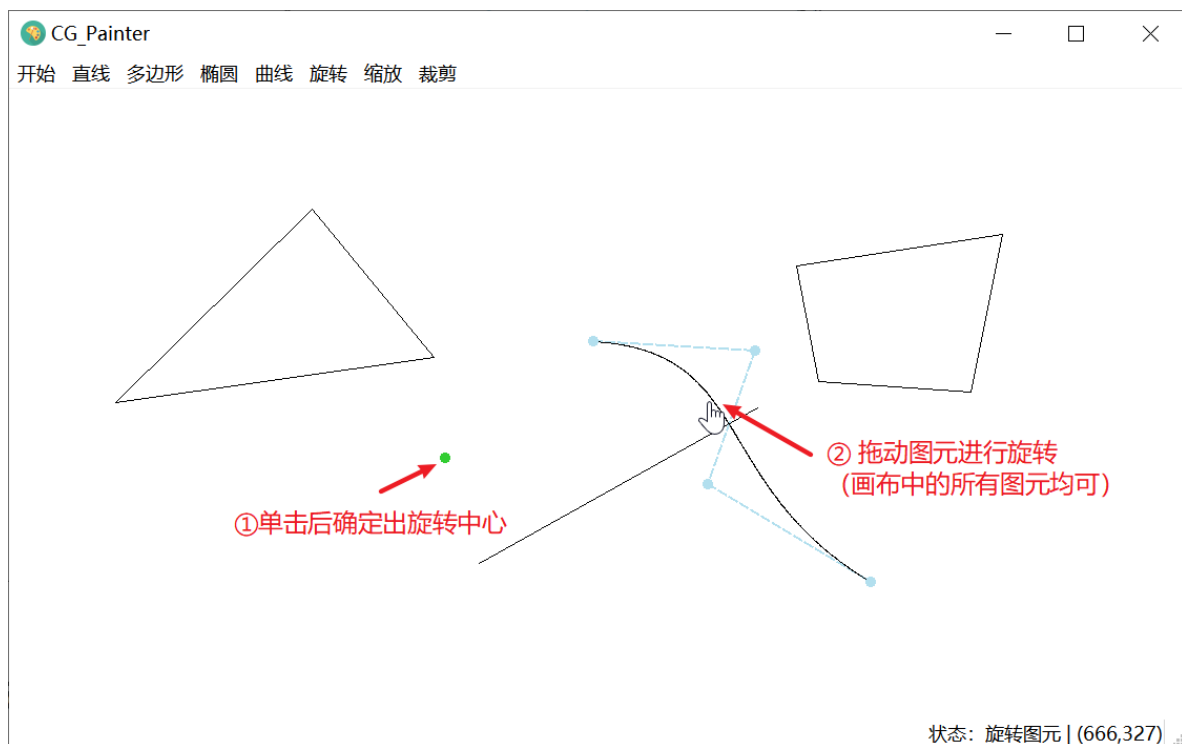 CG_Painter
开始 直线 多边形 椭圆 曲线 旋转 缩放 裁剪
② 拖动图元进行旋转
（画布中的所有图元均可）
①单击后确定出旋转中心
状态：旋转图元 | (666,327)